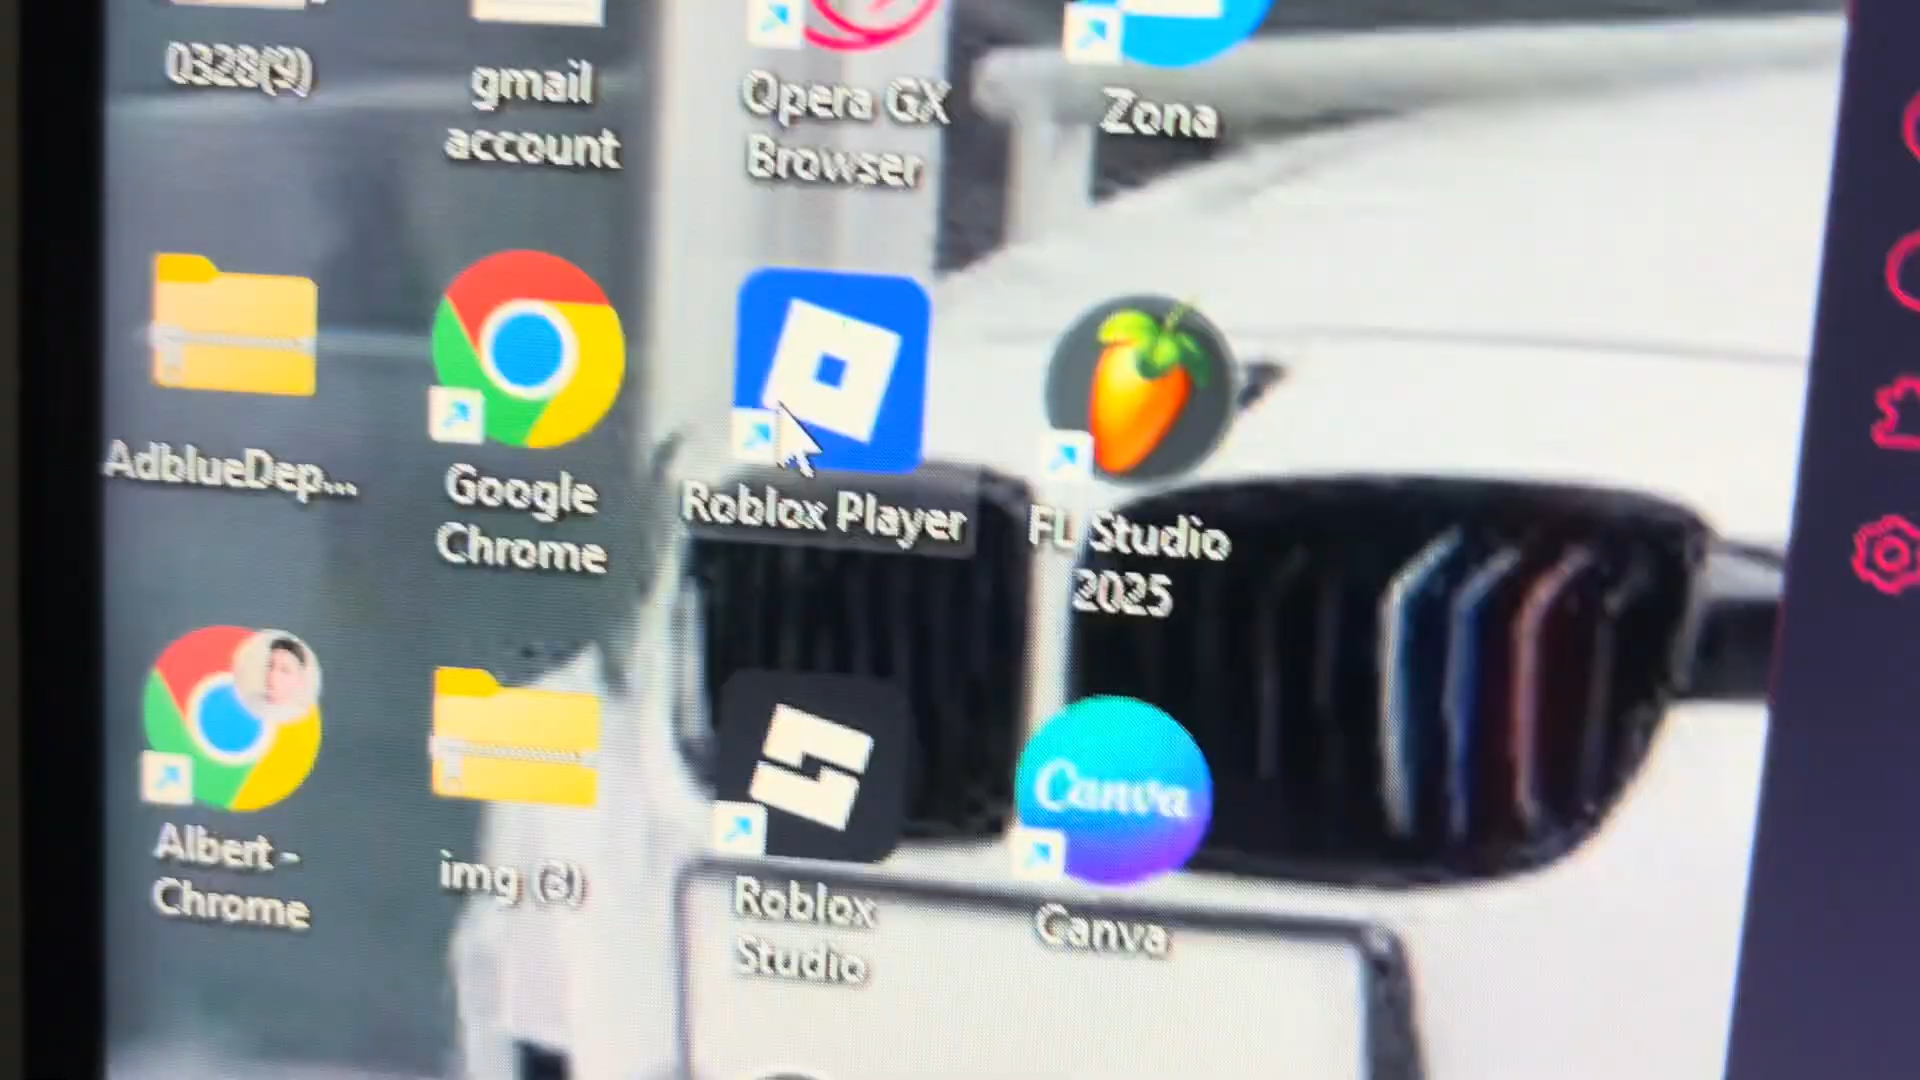 0328(9)
gmail
account
Opera GX
Browser
Zona
AdblueDep...
Google
Chrome
Roblox Player
FL Studio
2025
Albert -
Chrome
img (3)
Roblox
Studio
Canva
Canva